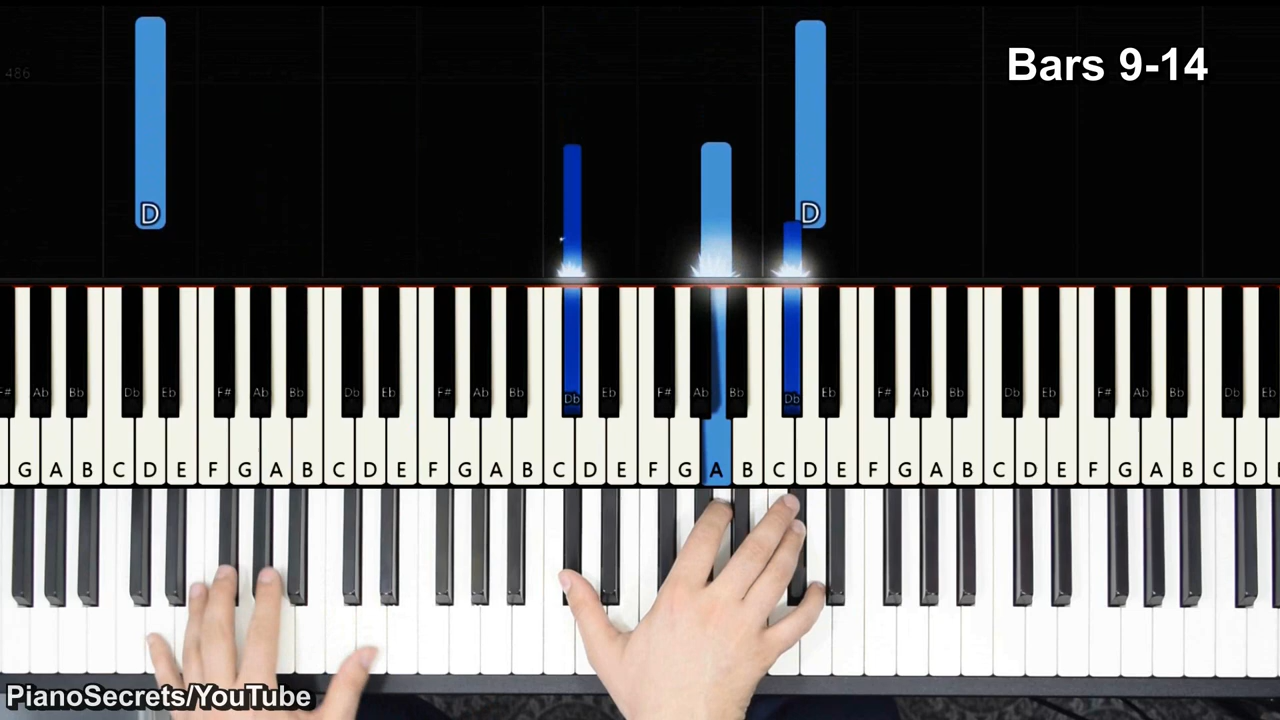 Bars 9-14
486
D D
F# Ab Bb Db Eb F# Ab Bb Db Eb F# Ab Bb Db Eb F# Ab Bb Db Eb F# Ab Bb Db Eb F# Ab Bb Db Eb
G A B C D E F G A B C D E F G A B C D E F G A B C D E F G A B C D E F G A B C D
PianoSecrets/YouTube